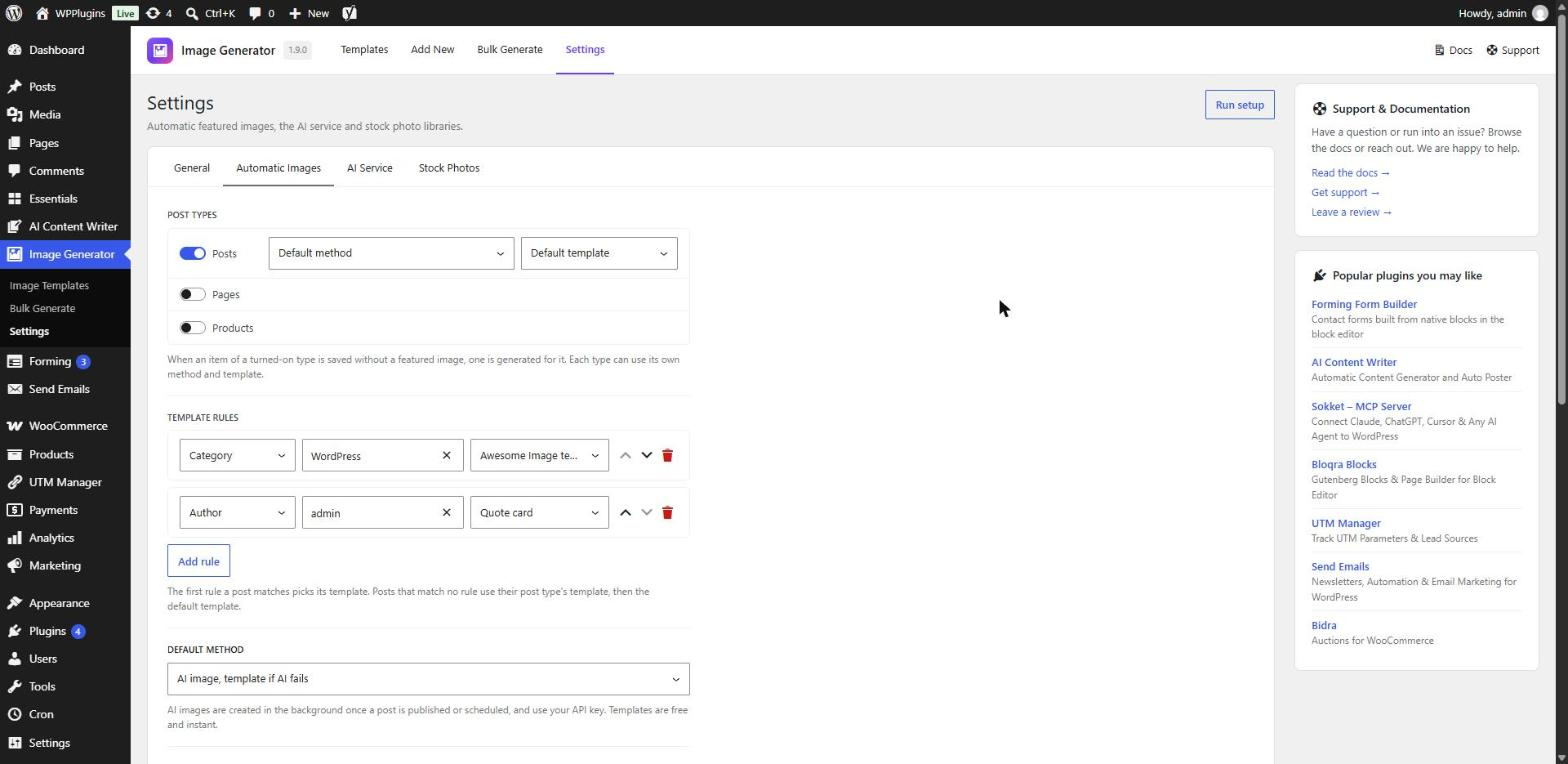 WPPlugins Live 4 Ctrl+K 0 New Howdy, admin
Dashboard
Posts
Media
Pages
Comments
Essentials
AI Content Writer
Image Generator
Image Templates
Bulk Generate
Settings
Forming 3
Send Emails
WooCommerce
Products
UTM Manager
Payments
Analytics
Marketing
Appearance
Plugins 4
Users
Tools
Cron
Settings
Image Generator 1.9.0 Templates Add New Bulk Generate Settings Docs Support
Settings
Run setup
Automatic featured images, the AI service and stock photo libraries.
General Automatic Images AI Service Stock Photos
POST TYPES
Posts Default method Default template
Pages
Products
When an item of a turned-on type is saved without a featured image, one is generated for it. Each type can use its own
method and template.
TEMPLATE RULES
Category WordPress Awesome Image te...
Author admin Quote card
Add rule
The first rule a post matches picks its template. Posts that match no rule use their post type's template, then the
default template.
DEFAULT METHOD
AI image, template if AI fails
AI images are created in the background once a post is published or scheduled, and use your API key. Templates are free
and instant.
Support & Documentation
Have a question or run into an issue? Browse
the docs or reach out. We are happy to help.
Read the docs →
Get support →
Leave a review →
Popular plugins you may like
Forming Form Builder
Contact forms built from native blocks in the
block editor
AI Content Writer
Automatic Content Generator and Auto Poster
Sokket – MCP Server
Connect Claude, ChatGPT, Cursor & Any AI
Agent to WordPress
Bloqra Blocks
Gutenberg Blocks & Page Builder for Block
Editor
UTM Manager
Track UTM Parameters & Lead Sources
Send Emails
Newsletters, Automation & Email Marketing for
WordPress
Bidra
Auctions for WooCommerce